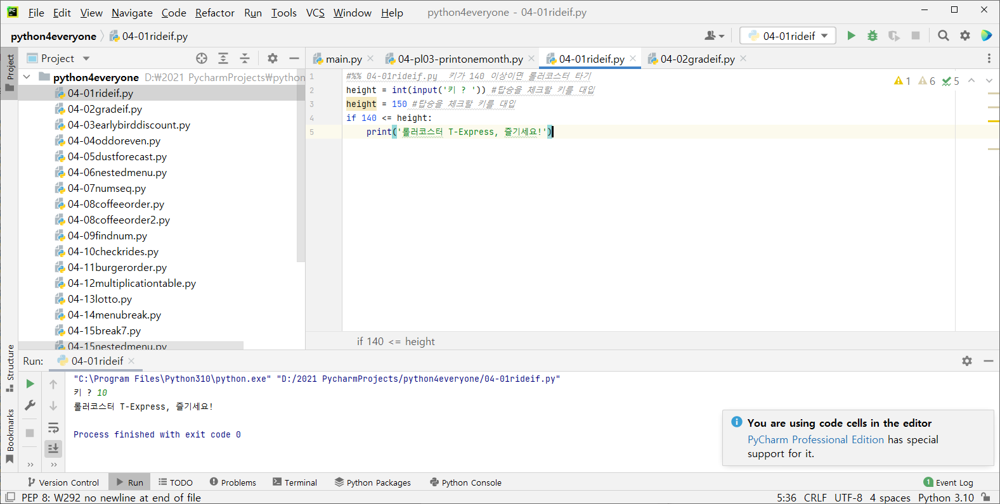 PC File Edit View Navigate Code Refactor Run Tools VCS Window Help python4everyone - 04-01rideif.py
python4everyone 04-01rideif.py 04-01rideif
Project
Project
main.py 04-pl03-printonemonth.py 04-01rideif.py 04-02gradeif.py
python4everyone D:₩2021 PycharmProjects₩python
04-01rideif.py
04-02gradeif.py
04-03earlybirddiscount.py
04-04oddoreven.py
04-05dustforecast.py
04-06nestedmenu.py
04-07numseq.py
04-08coffeeorder.py
04-08coffeeorder2.py
04-09findnum.py
04-10checkrides.py
04-11burgerorder.py
04-12multiplicationtable.py
04-13lotto.py
04-14menubreak.py
04-15break7.py
04-15nestedmenu.py
1 #%% 04-01rideif.py 키가 140 이상이면 롤러코스터 타기
2 height = int(input('키 ? ')) #탑승을 체크할 키를 대입
3 height = 150 #탑승을 체크할 키를 대입
4 if 140 <= height:
5 print('롤러코스터 T-Express, 즐기세요!')
1 6 5
if 140 <= height
Structure
Bookmarks
Run: 04-01rideif
"C:\Program Files\Python310\python.exe" "D:/2021 PycharmProjects/python4everyone/04-01rideif.py"
키 ? 10
롤러코스터 T-Express, 즐기세요!
Process finished with exit code 0
You are using code cells in the editor
PyCharm Professional Edition has special
support for it.
Version Control Run TODO Problems Terminal Python Packages Python Console 1 Event Log
PEP 8: W292 no newline at end of file 5:36 CRLF UTF-8 4 spaces Python 3.10